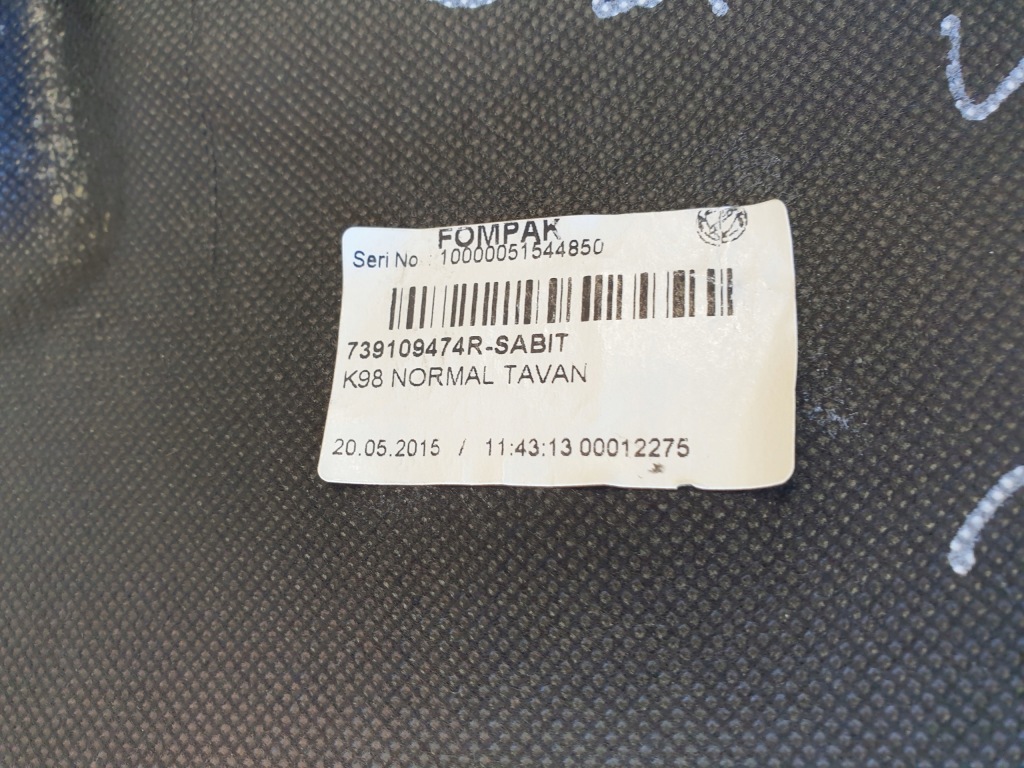 FOMPAK
Seri No : 10000051544850
739109474R-SABIT
K98 NORMAL TAVAN
20.05.2015 / 11:43:13 00012275